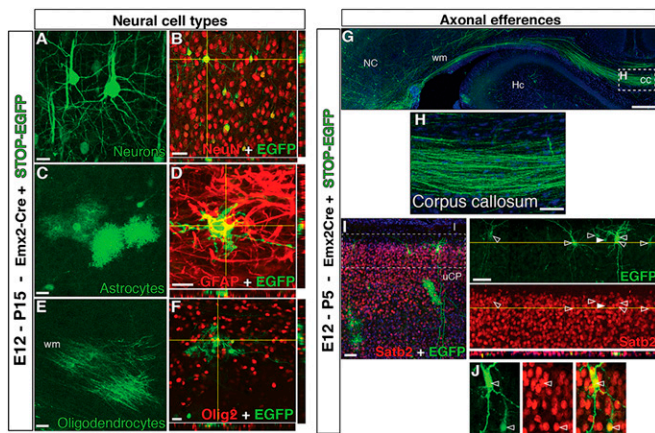 Neural cell types
E12 - P15 - Emx2-Cre + STOP-EGFP
A
Neurons
B
NeuN + EGFP
C
Astrocytes
D
GFAP + EGFP
E
wm
Oligodendrocytes
F
Olig2 + EGFP
Axonal efferences
E12 - P5 - Emx2Cre + STOP-EGFP
G
NC
wm
Hc
H
cc
H
Corpus callosum
I
I
uCP
Satb2 + EGFP
EGFP
Satb2
J